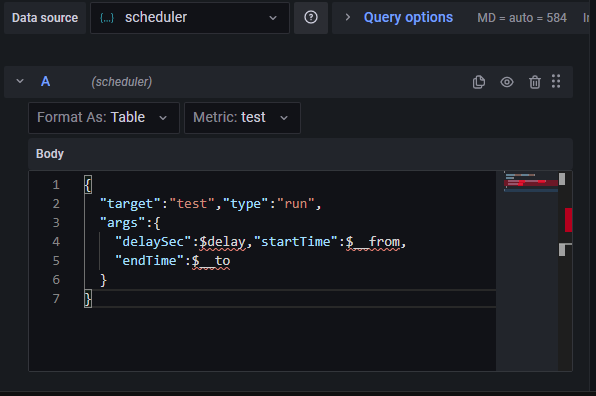 Data source {...} scheduler Query options MD = auto = 584
A (scheduler)
Format As: Table Metric: test
Body
1 {
2 "target":"test","type":"run",
3 "args":{
4 "delaySec":$delay,"startTime":$__from,
5 "endTime":$__to
6 }
7 }